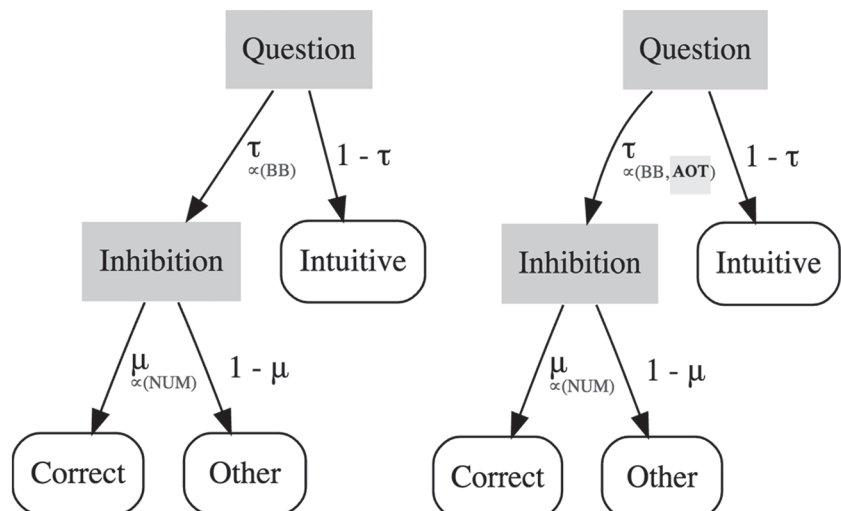 Question
τ
∝(BB)
1 - τ
Inhibition
Intuitive
μ
∝(NUM)
1 - μ
Correct
Other
Question
τ
∝(BB, AOT)
1 - τ
Inhibition
Intuitive
μ
∝(NUM)
1 - μ
Correct
Other